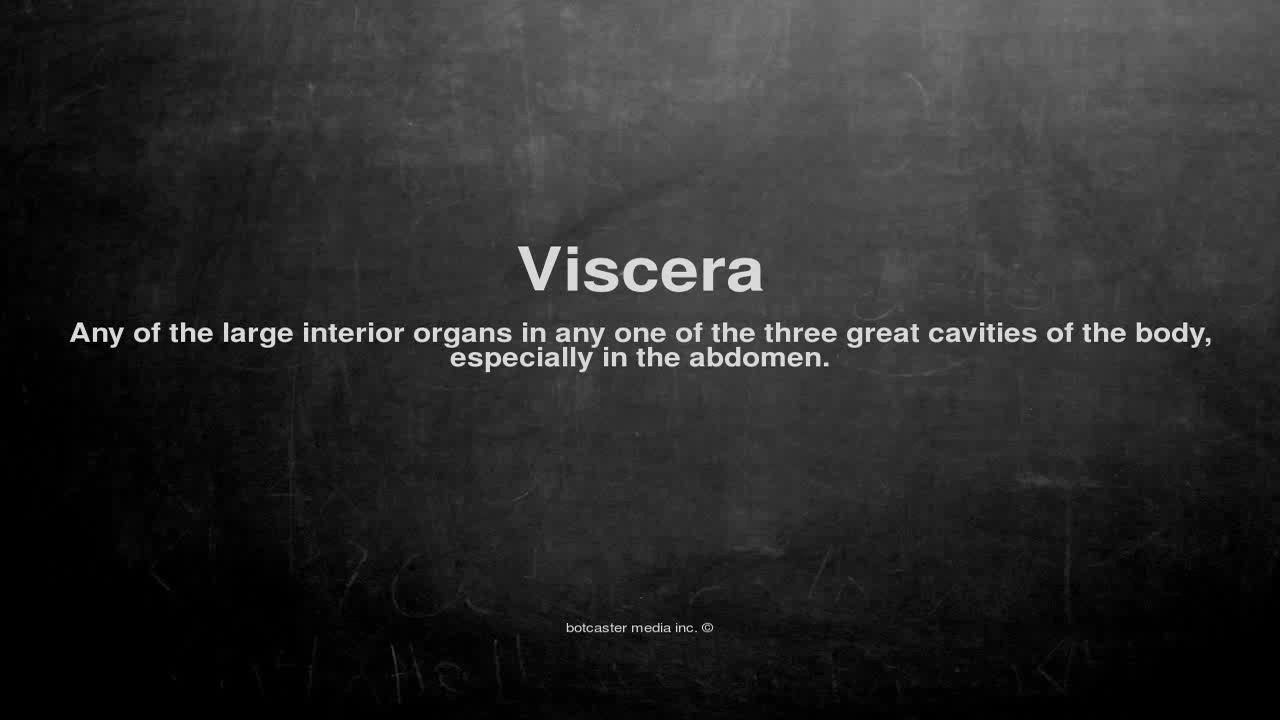 Viscera
Any of the large interior organs in any one of the three great cavities of the body,
especially in the abdomen.
botcaster media inc. ©